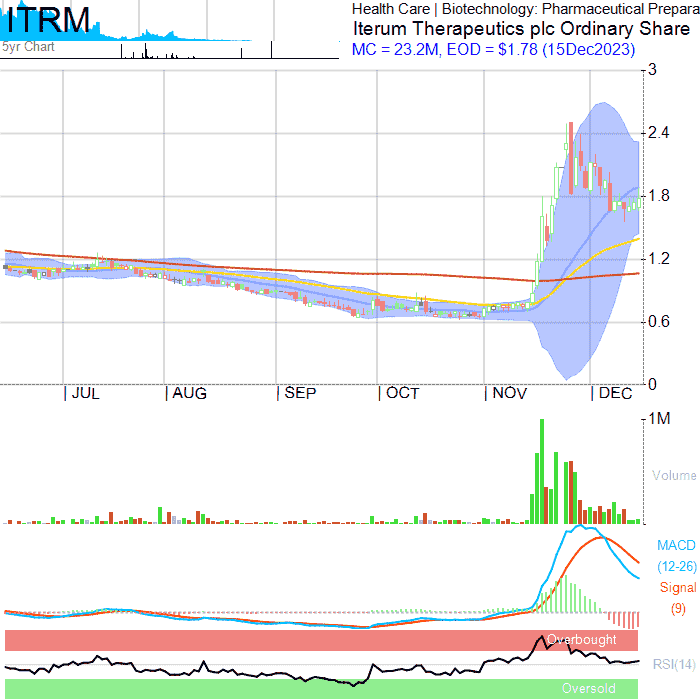 ITRM
Health Care | Biotechnology: Pharmaceutical Prepara
Iterum Therapeutics plc Ordinary Share
MC = 23.2M, EOD = $1.78 (15Dec2023)
5yr Chart
3
2.4
1.8
1.2
0.6
0
JUL
AUG
SEP
OCT
NOV
DEC
1M
Volume
MACD
(12-26)
Signal
(9)
Overbought
RSI(14)
Oversold